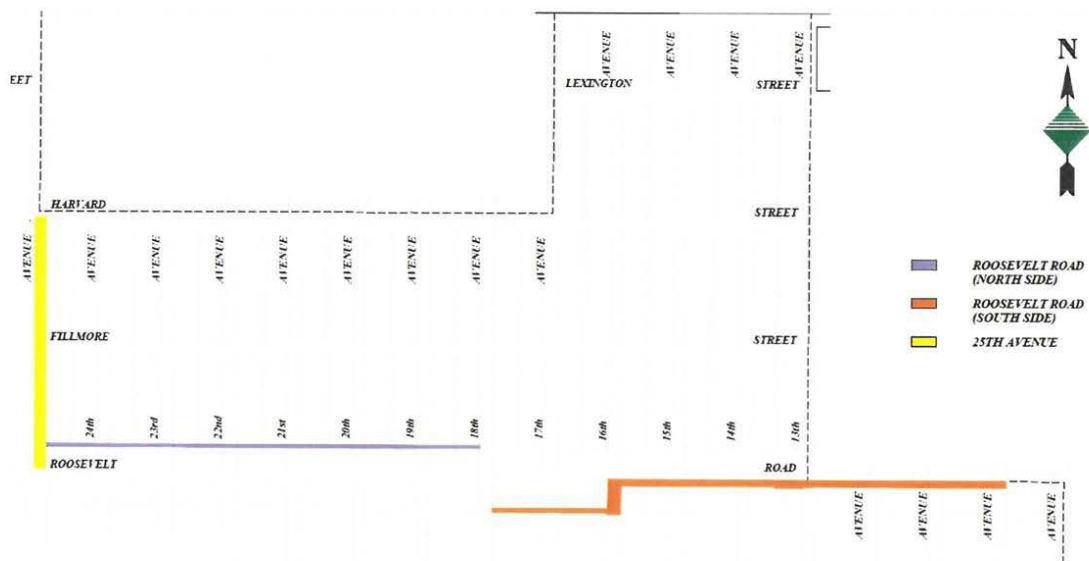 N
AVENUE
AVENUE
AVENUE
AVENUE
EET
LEXINGTON
STREET
HARVARD
STREET
AVENUE
AVENUE
AVENUE
AVENUE
AVENUE
AVENUE
AVENUE
AVENUE
AVENUE
ROOSEVELT ROAD
(NORTH SIDE)
ROOSEVELT ROAD
(SOUTH SIDE)
25TH AVENUE
FILLMORE
STREET
24th
23rd
22nd
21st
20th
19th
18th
17th
16th
15th
14th
13th
ROOSEVELT
ROAD
AVENUE
AVENUE
AVENUE
AVENUE